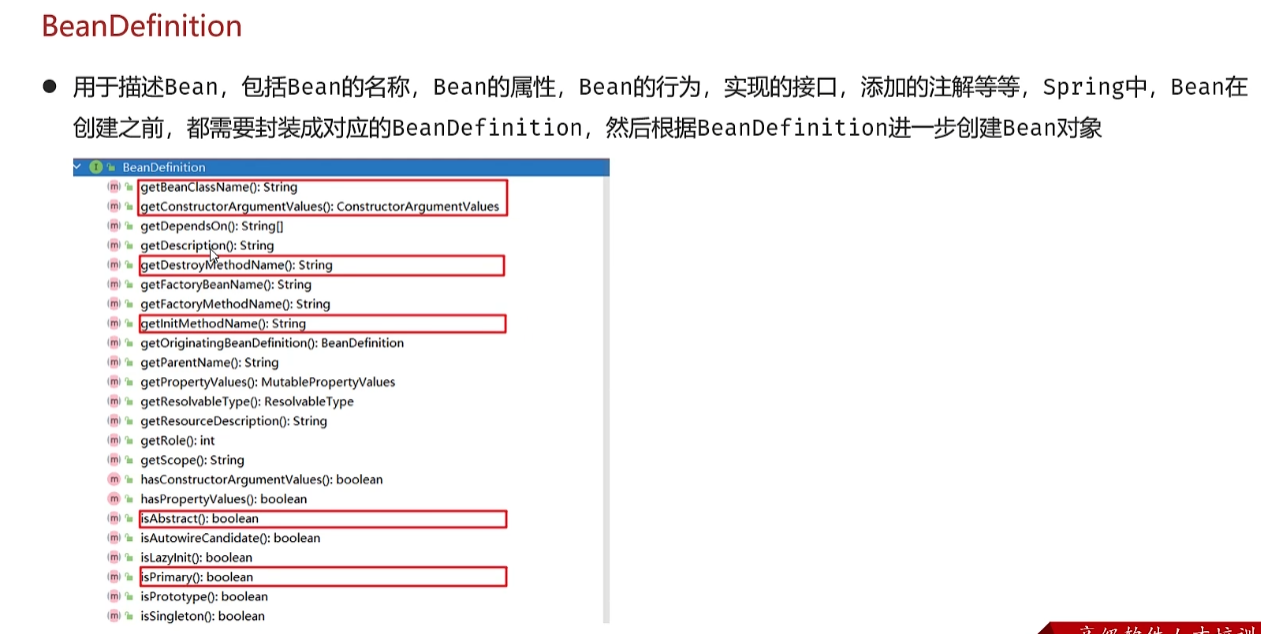 BeanDefinition
● 用于描述Bean，包括Bean的名称，Bean的属性，Bean的行为，实现的接口，添加的注解等等，Spring中，Bean在
创建之前，都需要封装成对应的BeanDefinition，然后根据BeanDefinition进一步创建Bean对象
BeanDefinition
getBeanClassName(): String
getConstructorArgumentValues(): ConstructorArgumentValues
getDependsOn(): String[]
getDescription(): String
getDestroyMethodName(): String
getFactoryBeanName(): String
getFactoryMethodName(): String
getInitMethodName(): String
getOriginatingBeanDefinition(): BeanDefinition
getParentName(): String
getPropertyValues(): MutablePropertyValues
getResolvableType(): ResolvableType
getResourceDescription(): String
getRole(): int
getScope(): String
hasConstructorArgumentValues(): boolean
hasPropertyValues(): boolean
isAbstract(): boolean
isAutowireCandidate(): boolean
isLazyInit(): boolean
isPrimary(): boolean
isPrototype(): boolean
isSingleton(): boolean